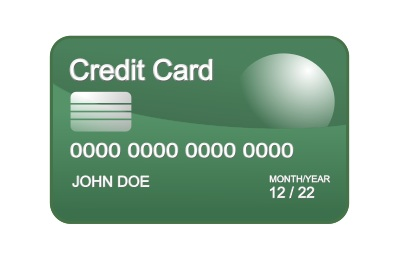 Credit Card
0000 0000 0000 0000
JOHN DOE
MONTH/YEAR
12 / 22